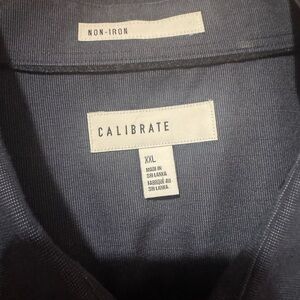 NON-IRON
CALIBRATE
XXL
MADE IN
SRI LANKA
FABRIQUÉ AU
SRI LANKA